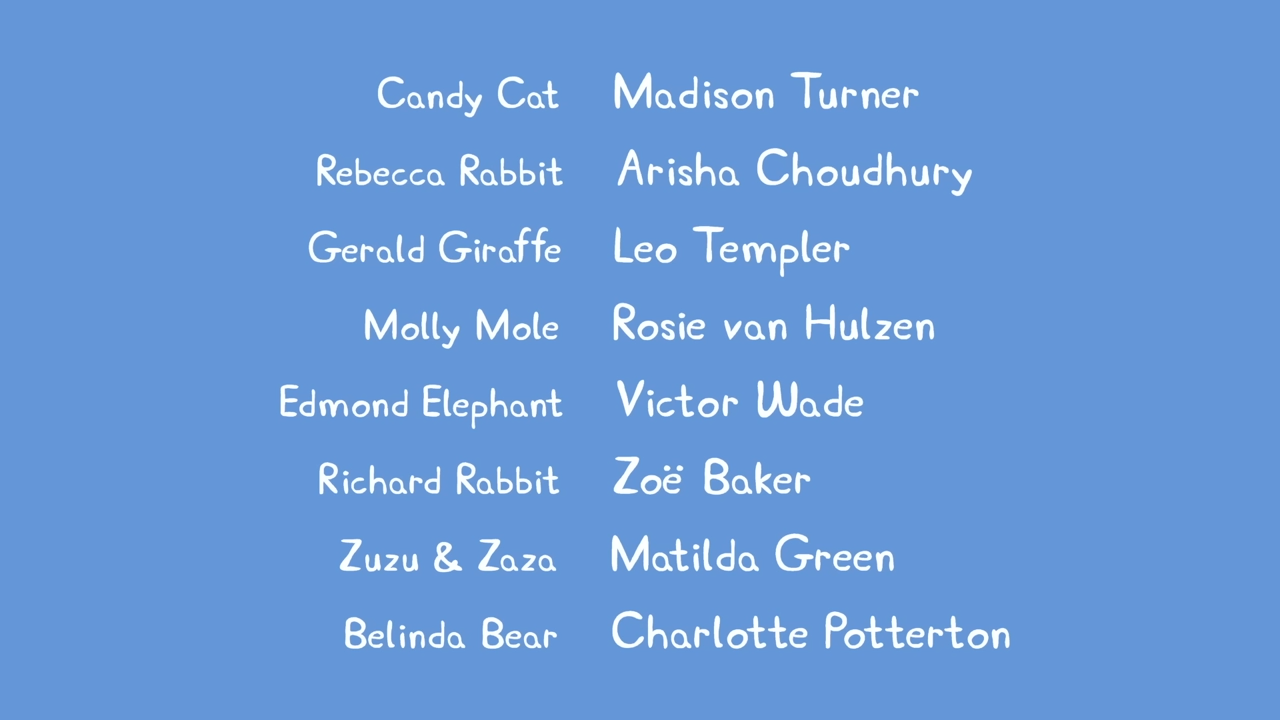 Candy Cat Madison Turner
Rebecca Rabbit Arisha Choudhury
Gerald Giraffe Leo Templer
Molly Mole Rosie van Hulzen
Edmond Elephant Victor Wade
Richard Rabbit Zoë Baker
Zuzu & Zaza Matilda Green
Belinda Bear Charlotte Potterton